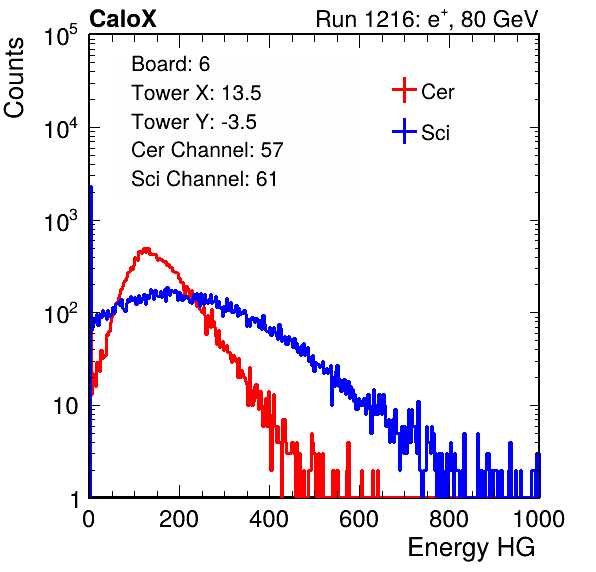 CaloX Run 1216: e⁺, 80 GeV
Counts
10⁵
10⁴
10³
10²
10
1
Board: 6
Tower X: 13.5
Tower Y: -3.5
Cer Channel: 57
Sci Channel: 61
Cer
Sci
0 200 400 600 800 1000
Energy HG